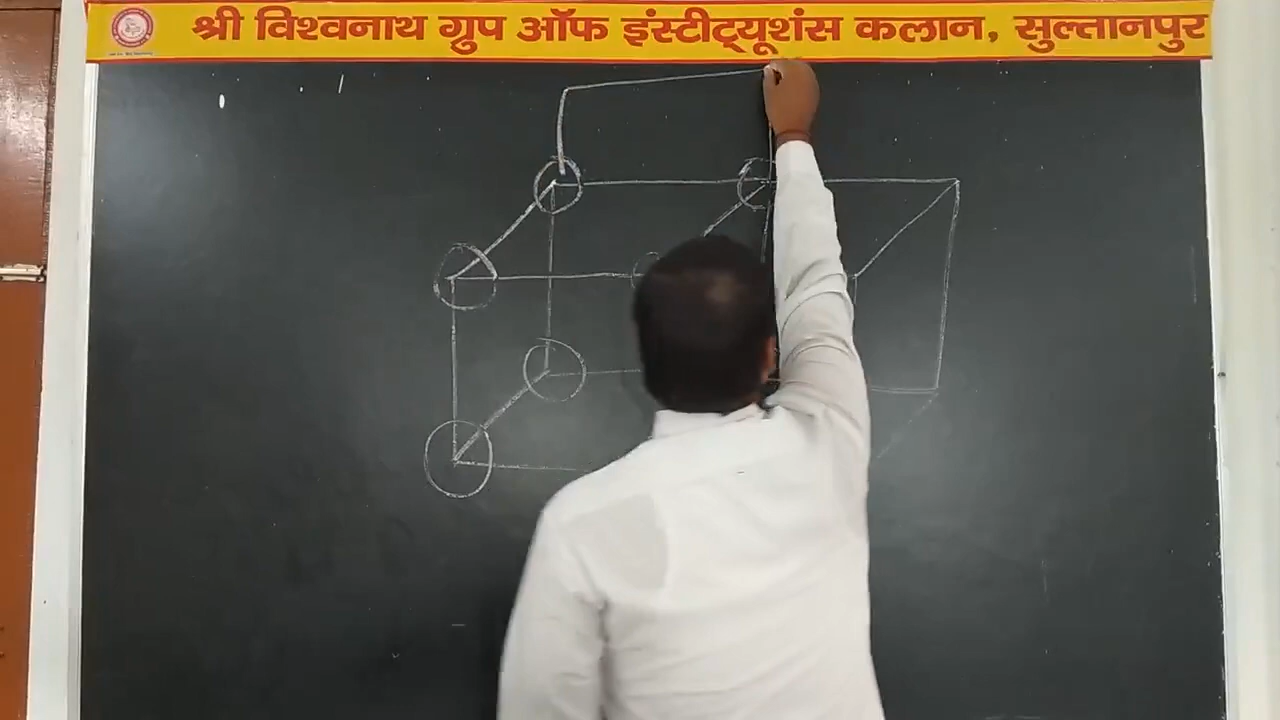 श्री विश्वनाथ ग्रुप ऑफ इंस्टीट्यूशंस कलान, सुल्तानपुर